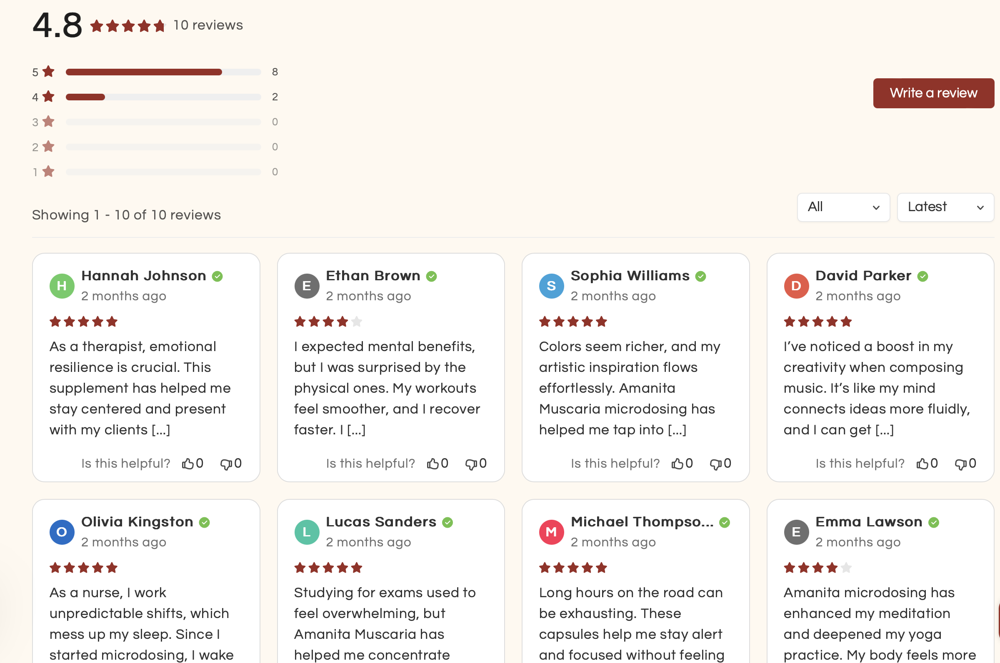 4.8 10 reviews
5 8
4 2
3 0
2 0
1 0
Write a review
Showing 1 - 10 of 10 reviews
All
Latest
H
Hannah Johnson
2 months ago
As a therapist, emotional
resilience is crucial. This
supplement has helped me
stay centered and present
with my clients [...]
Is this helpful? 0 0
E
Ethan Brown
2 months ago
I expected mental benefits,
but I was surprised by the
physical ones. My workouts
feel smoother, and I recover
faster. I [...]
Is this helpful? 0 0
S
Sophia Williams
2 months ago
Colors seem richer, and my
artistic inspiration flows
effortlessly. Amanita
Muscaria microdosing has
helped me tap into [...]
Is this helpful? 0 0
D
David Parker
2 months ago
I’ve noticed a boost in my
creativity when composing
music. It’s like my mind
connects ideas more fluidly,
and I can get [...]
Is this helpful? 0 0
O
Olivia Kingston
2 months ago
As a nurse, I work
unpredictable shifts, which
mess up my sleep. Since I
started microdosing, I wake
L
Lucas Sanders
2 months ago
Studying for exams used to
feel overwhelming, but
Amanita Muscaria has
helped me concentrate
M
Michael Thompso...
2 months ago
Long hours on the road can
be exhausting. These
capsules help me stay alert
and focused without feeling
E
Emma Lawson
2 months ago
Amanita microdosing has
enhanced my meditation
and deepened my yoga
practice. My body feels more